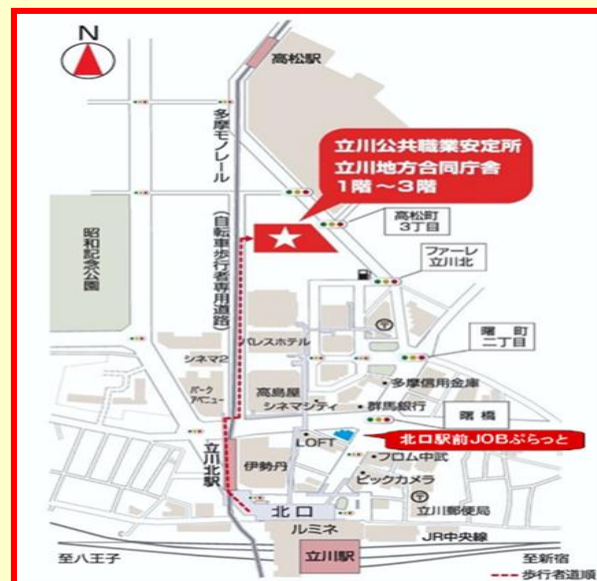 N
高松駅
多摩モノレール
立川公共職業安定所
立川地方合同庁舎
1階～3階
高松町
3丁目
(自転車歩行者専用道路)
昭和記念公園
ファーレ
立川北
パレスホテル
曙町
二丁目
シネマ2
パーク
アベニュー
高島屋
シネマシティ
多摩信用金庫
群馬銀行
曙橋
立川北駅
LOFT
北口駅前JOBぷらっと
伊勢丹
フロム中武
ビックカメラ
北口
立川郵便局
ルミネ
JR中央線
至八王子
立川駅
至新宿
歩行者道順